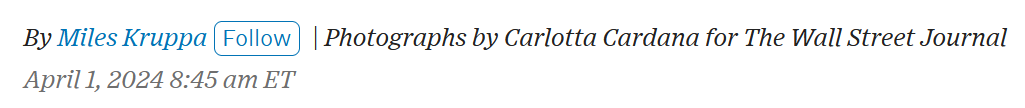 By Miles Kruppa Follow | Photographs by Carlotta Cardana for The Wall Street Journal
April 1, 2024 8:45 am ET